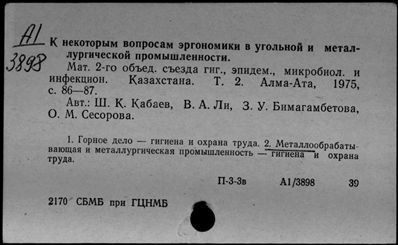 А1
3898
К некоторым вопросам эргономики в угольной и метал-
лургической промышленности.
Мат. 2-го объед. съезда гиг., эпидем., микробиол. и
инфекцион. Казахстана. Т. 2. Алма-Ата, 1975,
с. 86—87.
Авт.: Ш. К. Кабаев, В. А. Ли, З. У. Бимагамбетова,
О. М. Сесорова.
1. Горное дело — гигиена и охрана труда. 2. Металлообрабаты-
вающая и металлургическая промышленность — гигиена и охрана
труда.
П-3-3в А1/3898 39
2170 СБМБ при ГЦНМБ